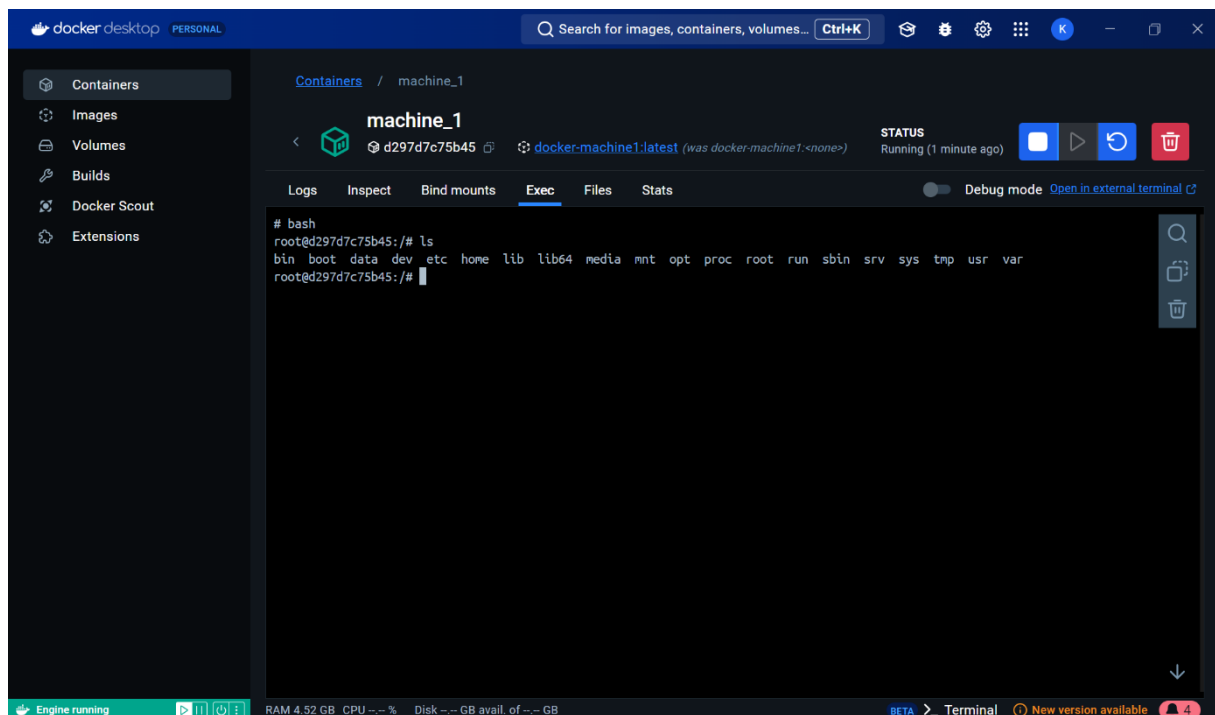 docker desktop PERSONAL
Search for images, containers, volumes... Ctrl+K
K
Containers
Images
Volumes
Builds
Docker Scout
Extensions
Containers / machine_1
machine_1
d297d7c75b45 docker-machine1:latest (was docker-machine1:<none>)
STATUS
Running (1 minute ago)
Logs Inspect Bind mounts Exec Files Stats
Debug mode Open in external terminal
# bash
root@d297d7c75b45:/# ls
bin boot data dev etc home lib lib64 media mnt opt proc root run sbin srv sys tmp usr var
root@d297d7c75b45:/#
Engine running
RAM 4.52 GB CPU --.-- % Disk --.-- GB avail. of --.-- GB
BETA >_ Terminal New version available 4